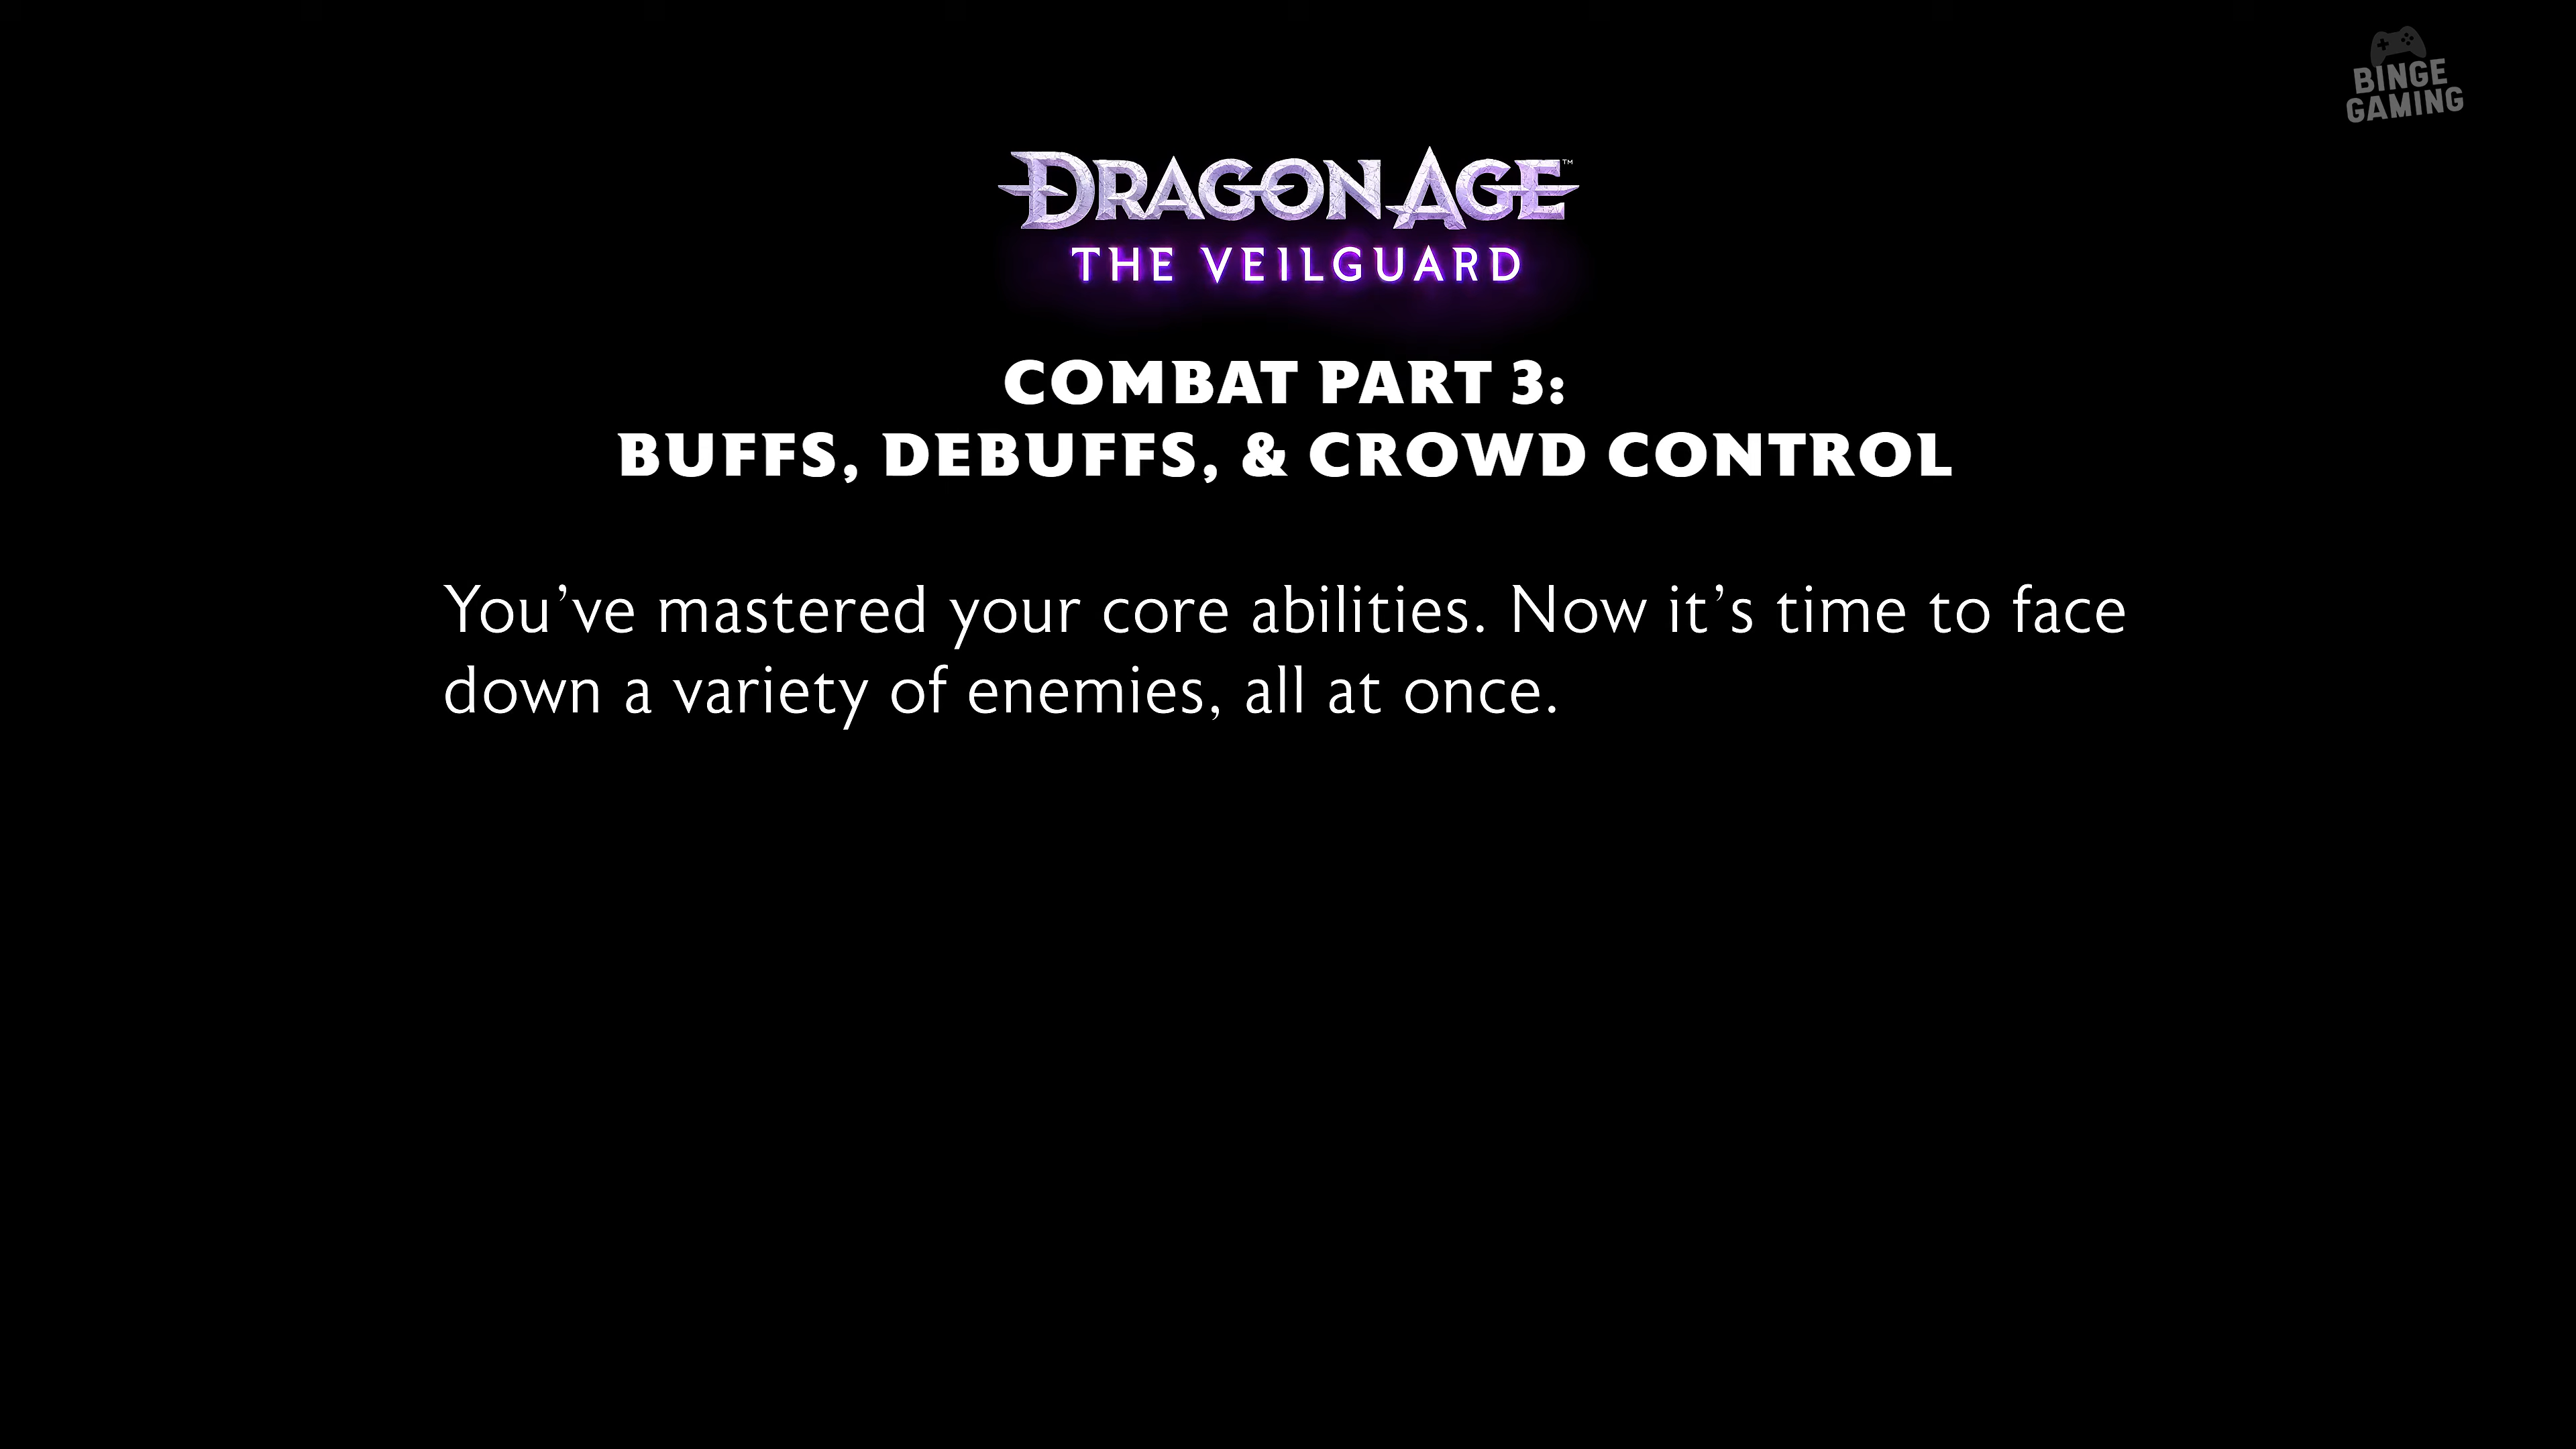 BINGE
GAMING
DRAGON AGE™
THE VEILGUARD
COMBAT PART 3:
BUFFS, DEBUFFS, & CROWD CONTROL
You’ve mastered your core abilities. Now it’s time to face
down a variety of enemies, all at once.